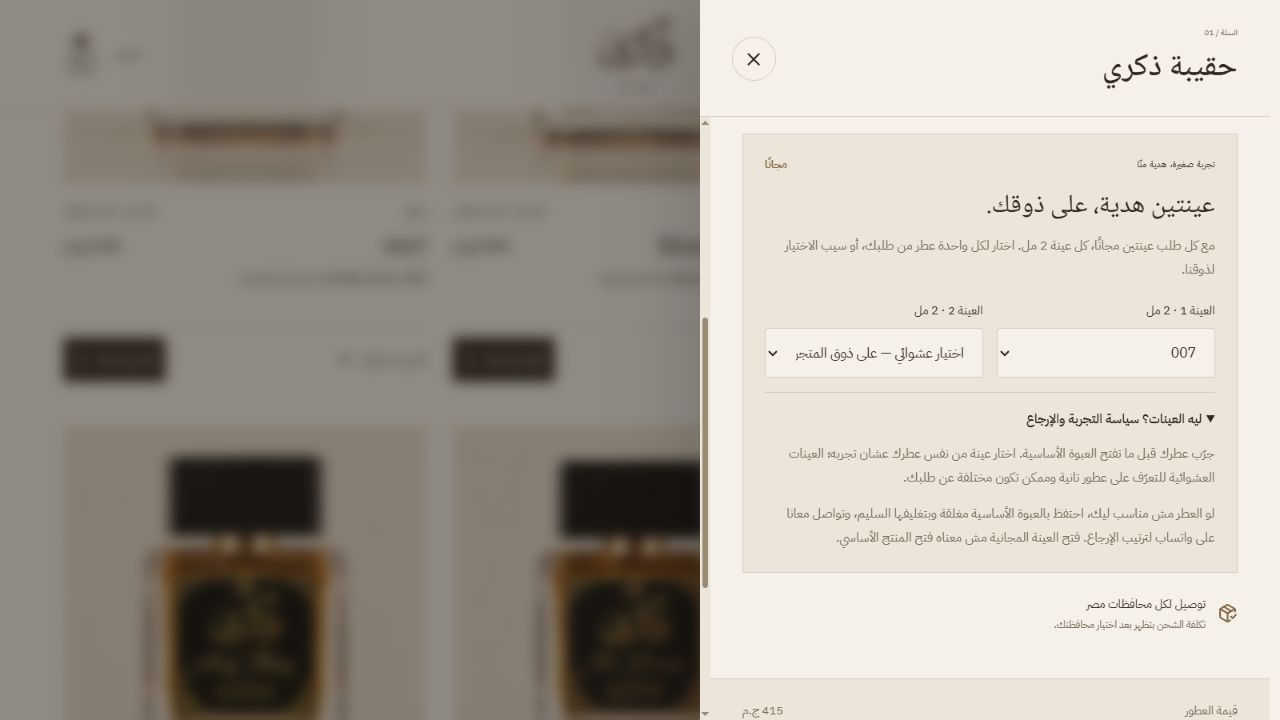 السلة / 01
حقيبة ذكري
تجربة صغيرة، هدية منّا
مجانًا
عينتين هدية، على ذوقك.
مع كل طلب عينتين مجانًا، كل عينة 2 مل. اختار لكل واحدة عطر من طلبك، أو سيب الاختيار
لذوقنا.
العينة 1 · 2 مل
العينة 2 · 2 مل
007
اختيار عشوائي — على ذوق المتجر
ليه العينات؟ سياسة التجربة والإرجاع
جرّب عطرك قبل ما تفتح العبوة الأساسية. اختار عينة من نفس عطرك عشان تجربه؛ العينات
العشوائية للتعرّف على عطور تانية وممكن تكون مختلفة عن طلبك.
لو العطر مش مناسب ليك، احتفظ بالعبوة الأساسية مغلقة وبتغليفها السليم، وتواصل معانا
على واتساب لترتيب الإرجاع. فتح العينة المجانية مش معناه فتح المنتج الأساسي.
توصيل لكل محافظات مصر
تكلفة الشحن بتظهر بعد اختيار محافظتك.
قيمة العطور
415 ج.م